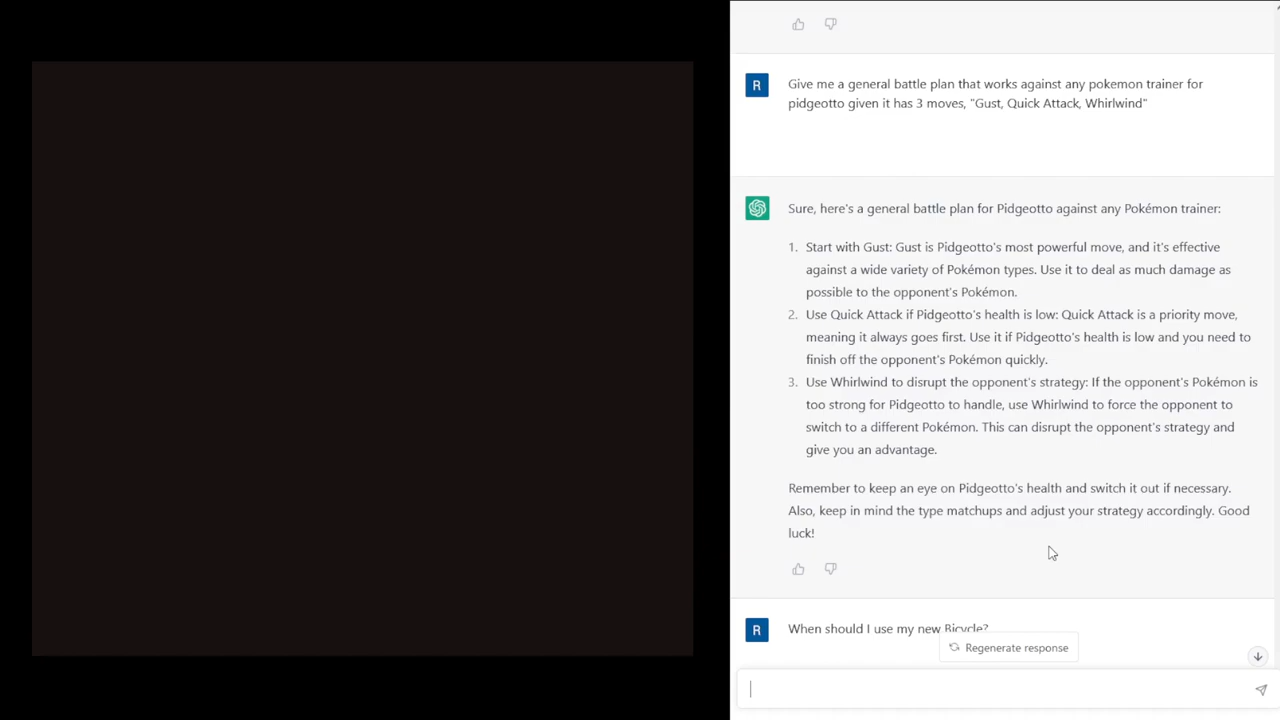 R
Give me a general battle plan that works against any pokemon trainer for
pidgeotto given it has 3 moves, "Gust, Quick Attack, Whirlwind"
Sure, here's a general battle plan for Pidgeotto against any Pokémon trainer:
1. Start with Gust: Gust is Pidgeotto's most powerful move, and it's effective
against a wide variety of Pokémon types. Use it to deal as much damage as
possible to the opponent's Pokémon.
2. Use Quick Attack if Pidgeotto's health is low: Quick Attack is a priority move,
meaning it always goes first. Use it if Pidgeotto's health is low and you need to
finish off the opponent's Pokémon quickly.
3. Use Whirlwind to disrupt the opponent's strategy: If the opponent's Pokémon is
too strong for Pidgeotto to handle, use Whirlwind to force the opponent to
switch to a different Pokémon. This can disrupt the opponent's strategy and
give you an advantage.
Remember to keep an eye on Pidgeotto's health and switch it out if necessary.
Also, keep in mind the type matchups and adjust your strategy accordingly. Good
luck!
R
When should I use my new Bicycle?
Regenerate response